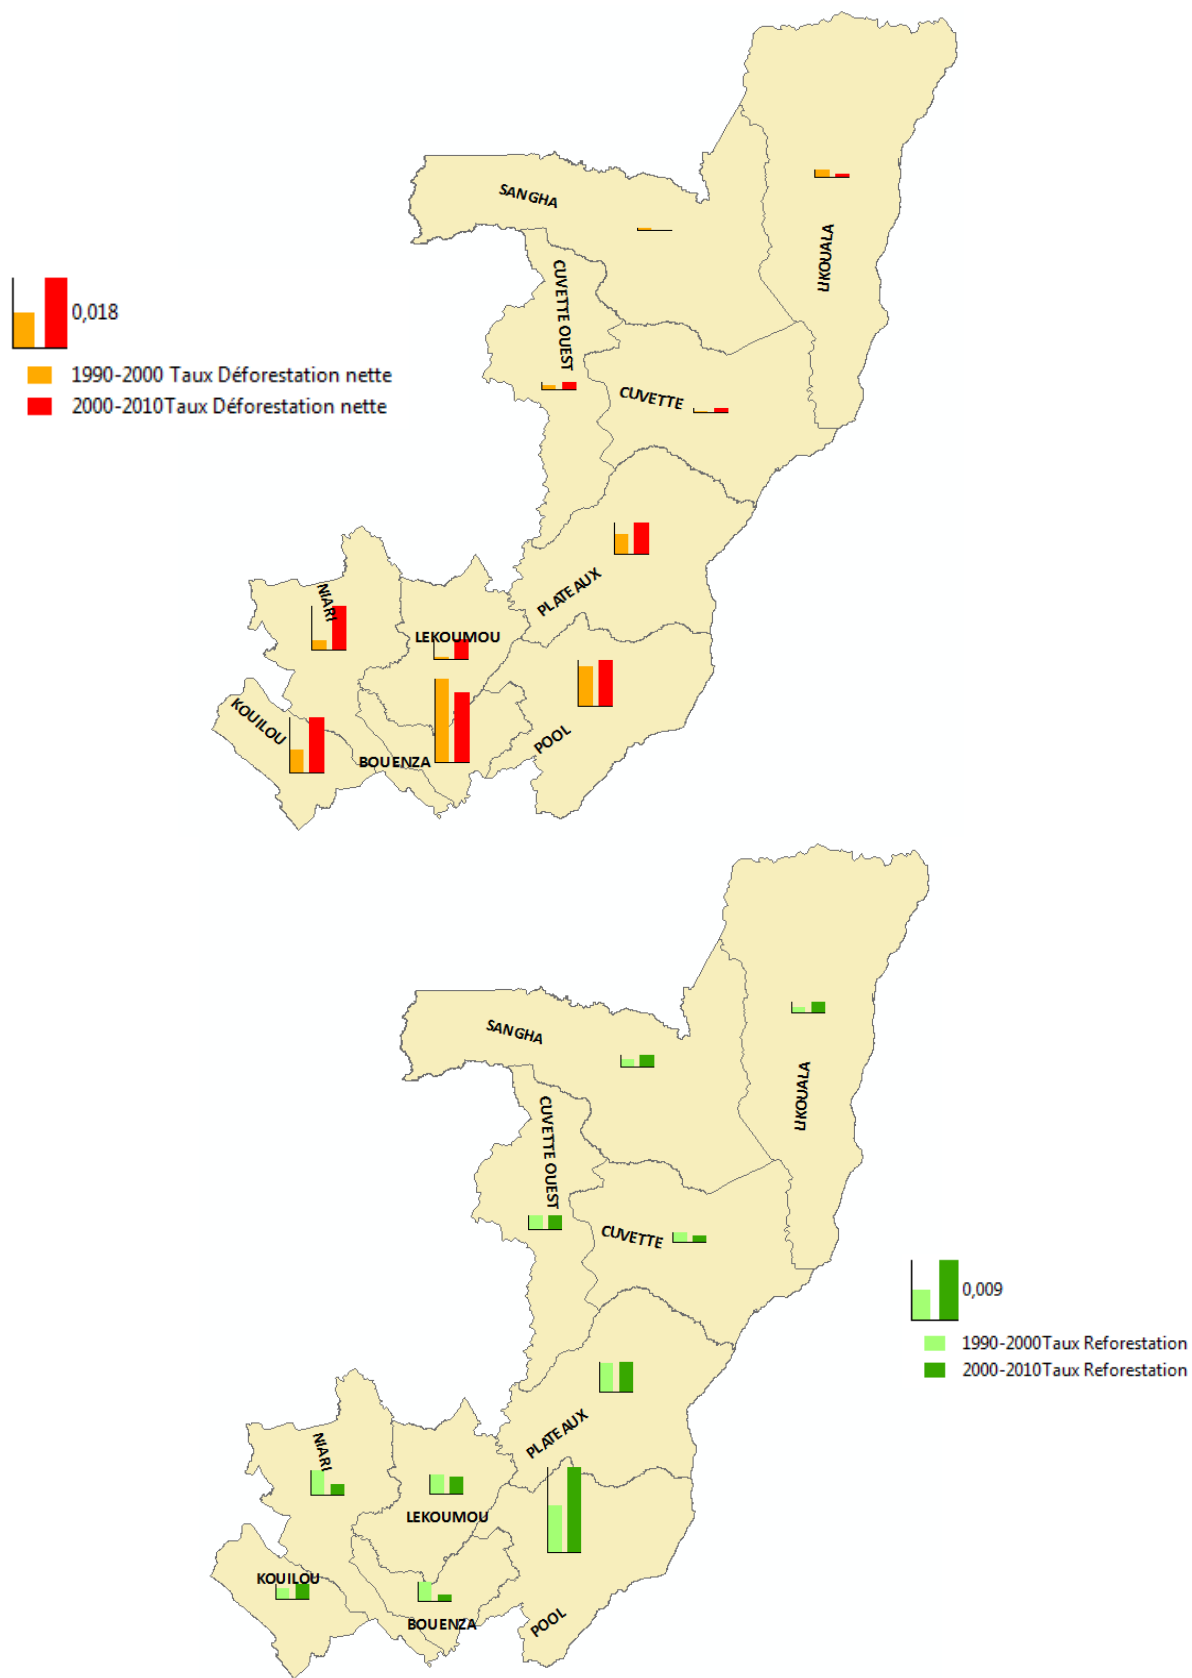 SANGHA
LIKOUALA
CUVETTE OUEST
0,018
1990-2000 Taux Déforestation nette
2000-2010Taux Déforestation nette
CUVETTE
PLATEAUX
NIARI
LEKOUMOU
KOUILOU
POOL
BOUENZA
SANGHA
LIKOUALA
CUVETTE OUEST
CUVETTE
0,009
1990-2000Taux Reforestation
2000-2010Taux Reforestation
PLATEAUX
NIARI
LEKOUMOU
KOUILOU
POOL
BOUENZA